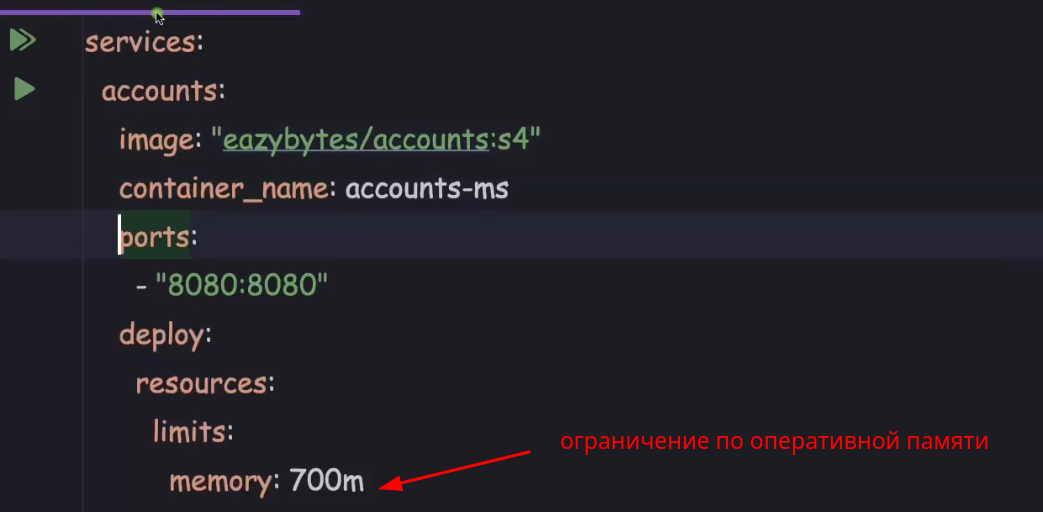 services:
accounts:
image: "eazybytes/accounts:s4"
container_name: accounts-ms
ports:
- "8080:8080"
deploy:
resources:
limits:
ограничение по оперативной памяти
memory: 700m